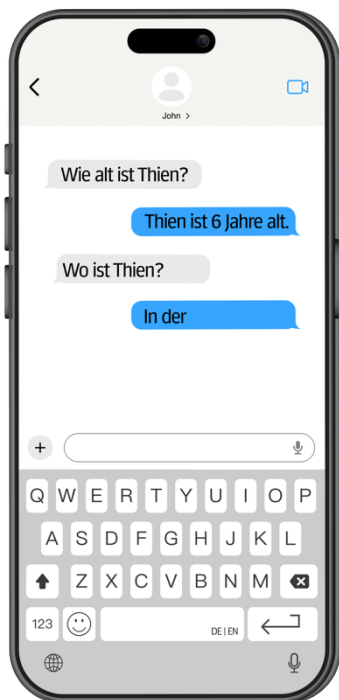 John >
Wie alt ist Thien?
Thien ist 6 Jahre alt.
Wo ist Thien?
In der
Q W E R T Y U I O P
A S D F G H J K L
Z X C V B N M
123
DE | EN